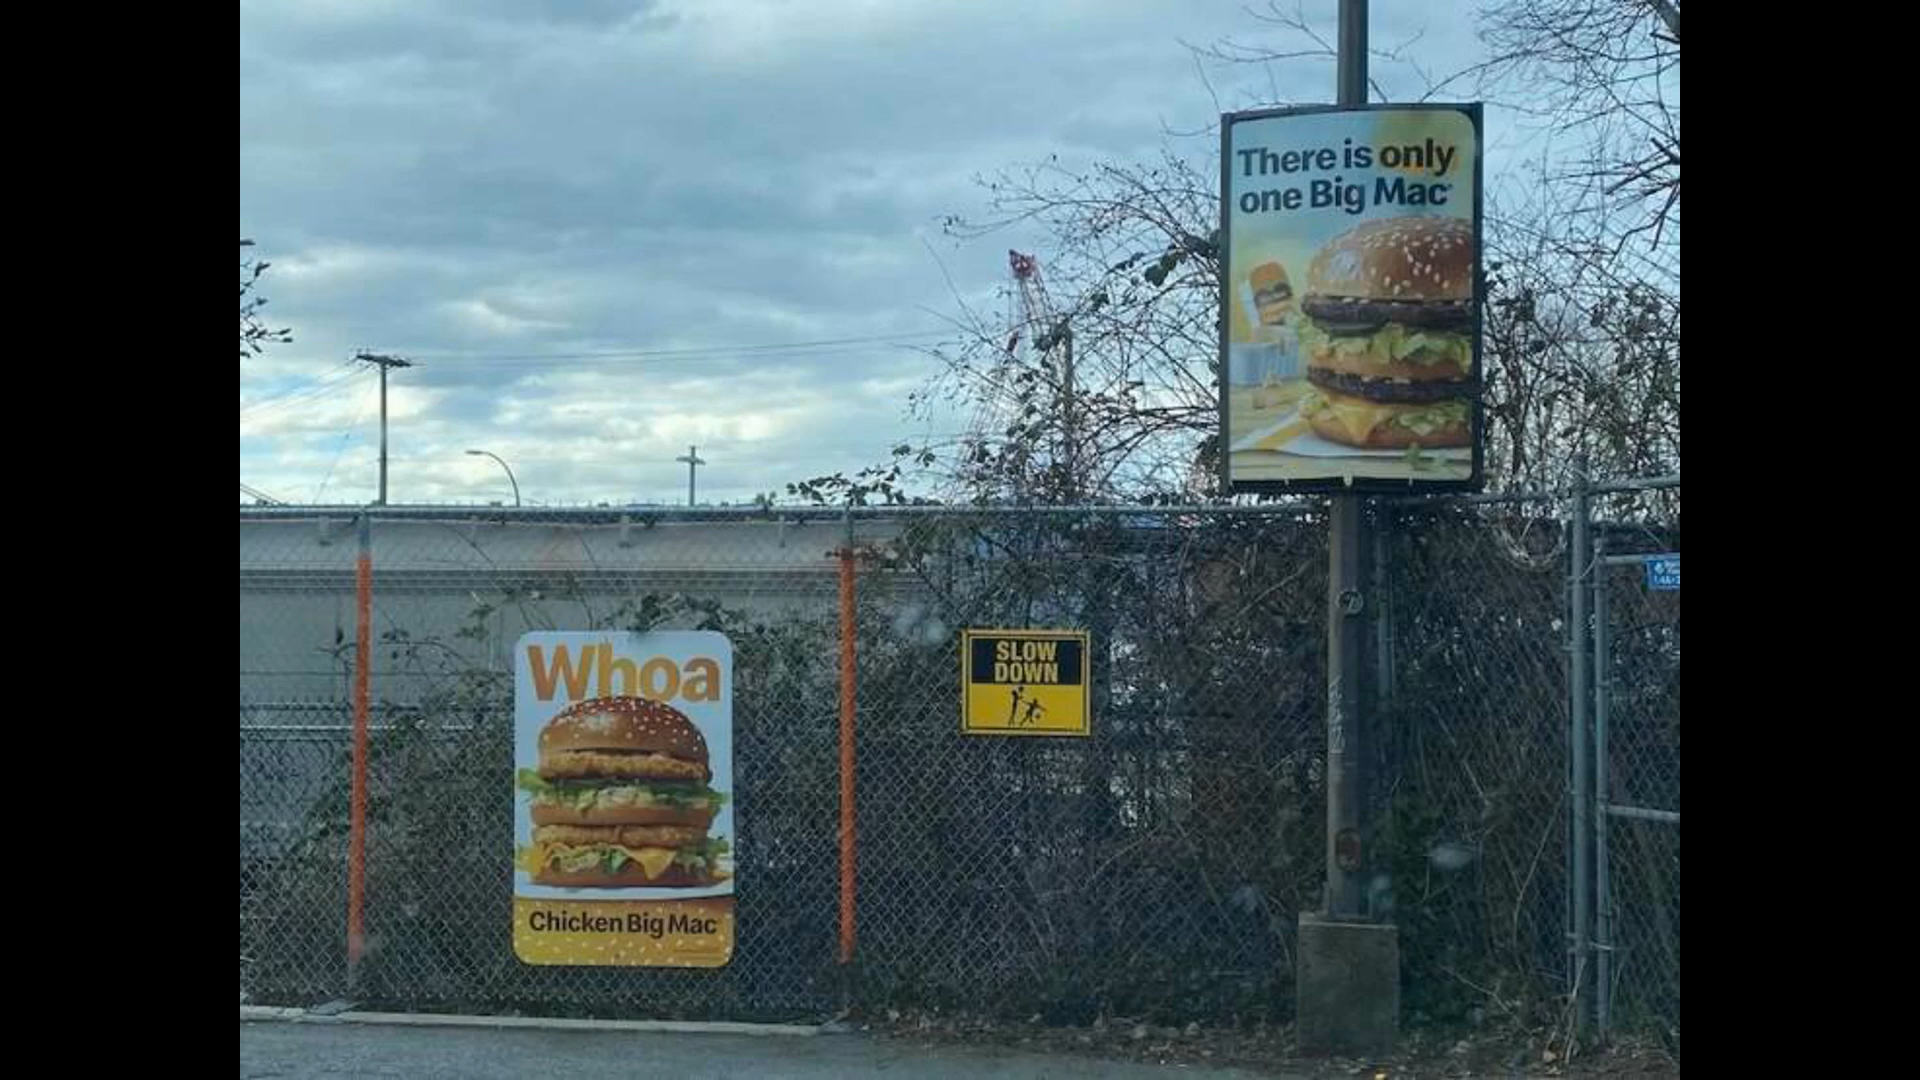 There is only
one Big Mac
Whoa
Chicken Big Mac
SLOW
DOWN